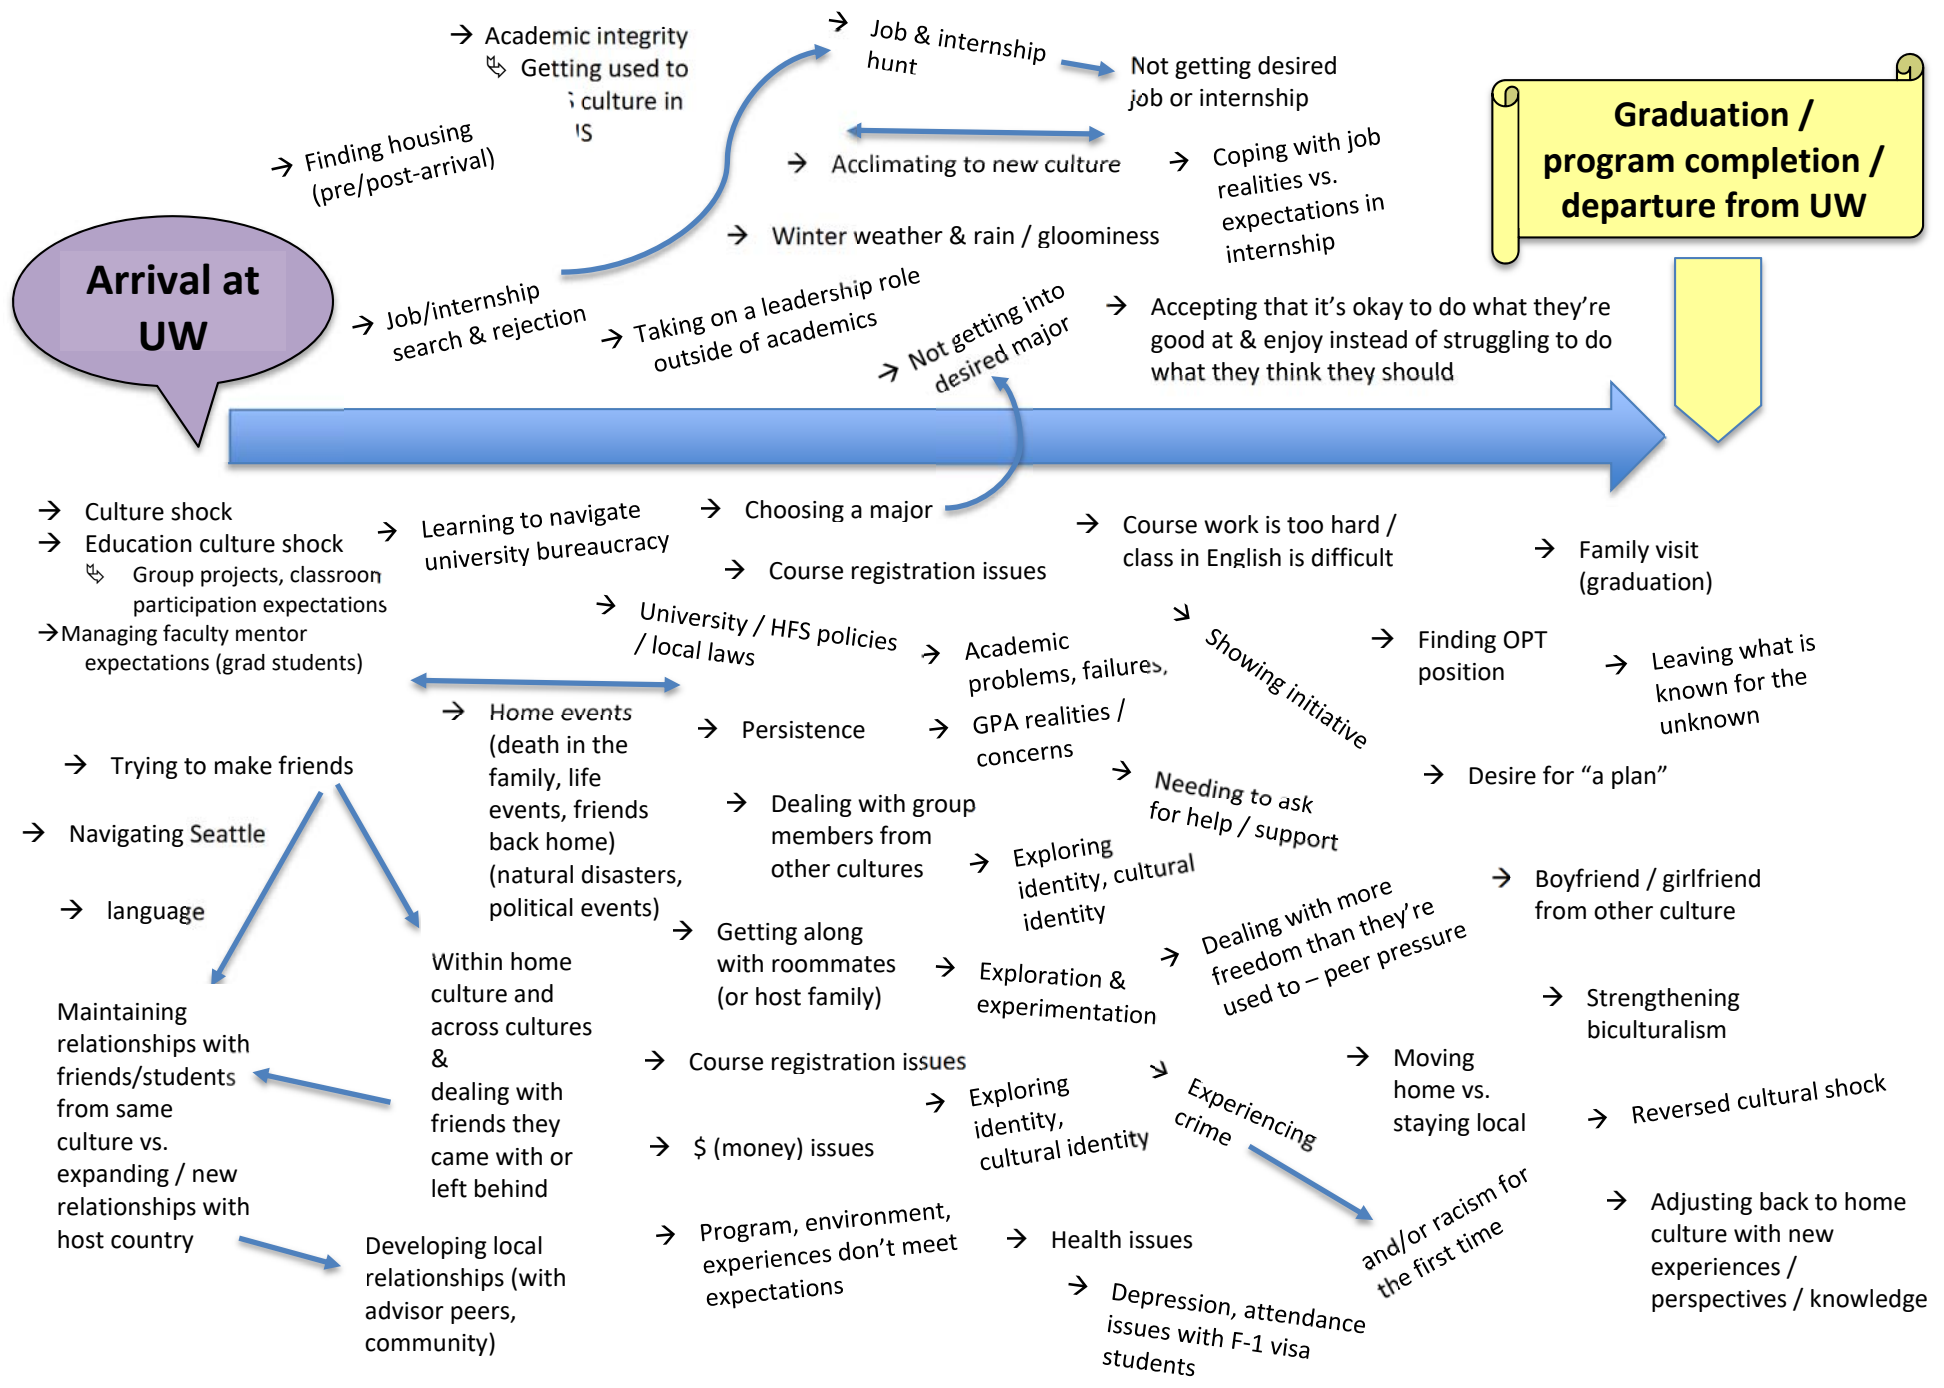 → Academic integrity
Getting used to
culture in
→ Job & internship
hunt
Not getting desired
job or internship
Graduation /
program completion /
departure from UW
→ Finding housing
(pre/post-arrival)
→ Acclimating to new culture
→ Coping with job
realities vs.
expectations in
internship
→ Winter weather & rain / gloominess
Arrival at
UW
→ Job/internship
search & rejection
→ Taking on a leadership role
outside of academics
→ Not getting into
desired major
→ Accepting that it’s okay to do what they’re
good at & enjoy instead of struggling to do
what they think they should
→ Culture shock
→ Education culture shock
Group projects, classroom
participation expectations
→Managing faculty mentor
expectations (grad students)
→ Learning to navigate
university bureaucracy
→ Choosing a major
→ Course registration issues
→ Course work is too hard /
class in English is difficult
→ Family visit
(graduation)
→ University / HFS policies
/ local laws
→ Academic
problems, failures,
→ Showing initiative
→ Finding OPT
position
→ Leaving what is
known for the
unknown
→ Home events
(death in the
family, life
events, friends
back home)
(natural disasters,
political events)
→ Persistence
→ GPA realities /
concerns
→ Trying to make friends
→ Needing to ask
for help / support
→ Desire for “a plan”
→ Navigating Seattle
→ Dealing with group
members from
other cultures
→ Exploring
identity, cultural
identity
→ language
→ Boyfriend / girlfriend
from other culture
→ Getting along
with roommates
(or host family)
→ Exploration &
experimentation
→ Dealing with more
freedom than they’re
used to – peer pressure
Within home
culture and
across cultures
&
dealing with
friends they
came with or
left behind
Maintaining
relationships with
friends/students
from same
culture vs.
expanding / new
relationships with
host country
→ Strengthening
biculturalism
→ Course registration issues
→ Exploring
identity,
cultural identity
→ Experiencing
crime
→ Moving
home vs.
staying local
→ Reversed cultural shock
→ $ (money) issues
and/or racism for
the first time
→ Adjusting back to home
culture with new
experiences /
perspectives / knowledge
→ Program, environment,
experiences don’t meet
expectations
→ Health issues
→ Depression, attendance
issues with F-1 visa
students
Developing local
relationships (with
advisor peers,
community)